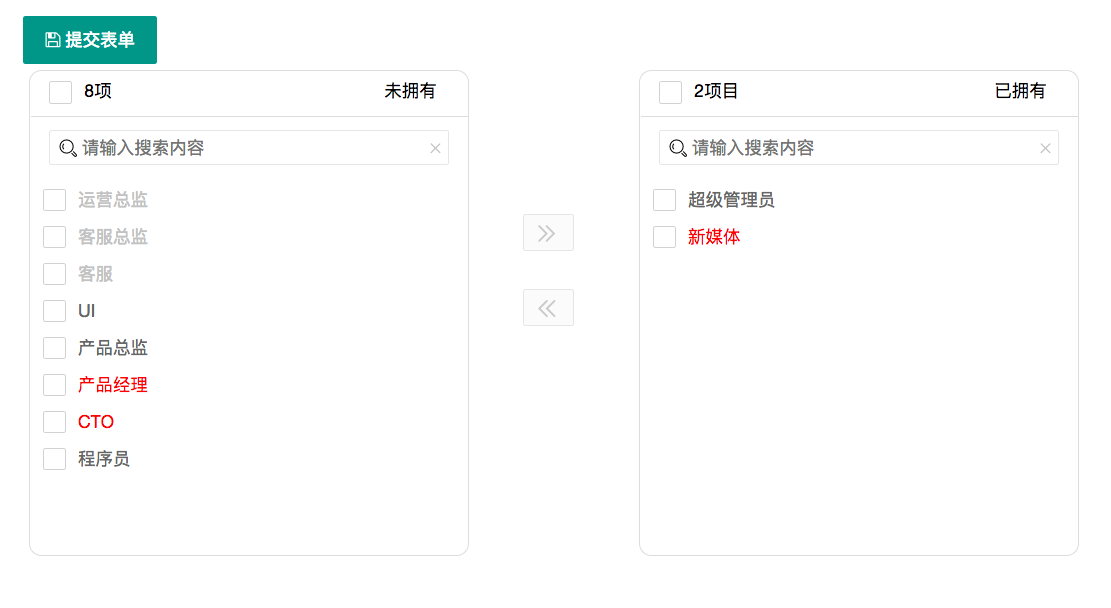 提交表单
8项 未拥有
请输入搜索内容
运营总监
客服总监
客服
UI
产品总监
产品经理
CTO
程序员
2项目 已拥有
请输入搜索内容
超级管理员
新媒体